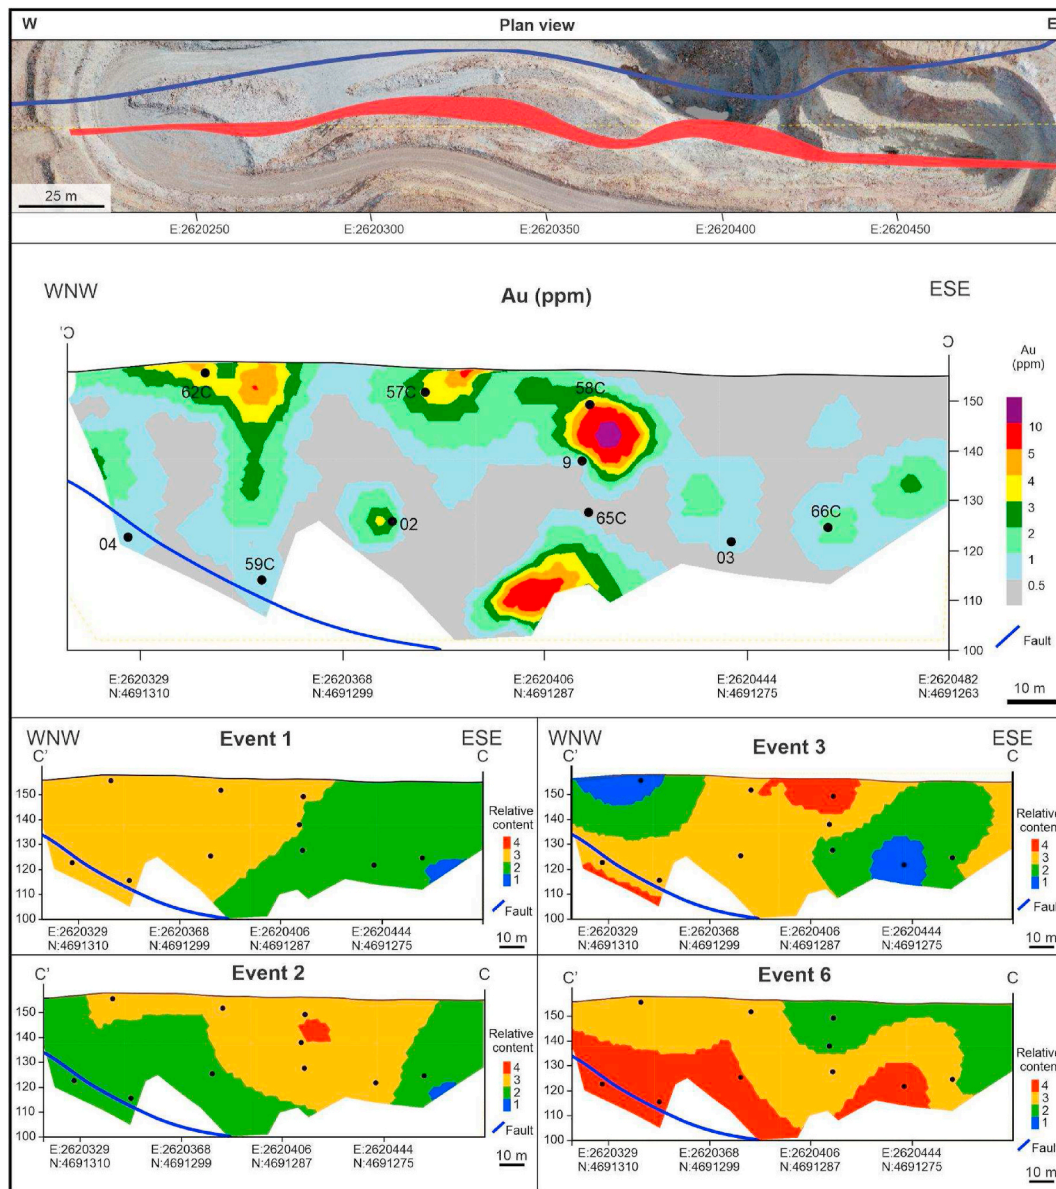 W Plan view E
25 m
E:2620250 E:2620300 E:2620350 E:2620400 E:2620450
WNW Au (ppm) ESE
Au
(ppm)
62C
57C
58C
9
02
65C
66C
04
59C
03
150
140
130
120
110
100
10
5
4
3
2
1
0.5
Fault
E:2620329 E:2620368 E:2620406 E:2620444 E:2620482
N:4691310 N:4691299 N:4691287 N:4691275 N:4691263
10 m
WNW Event 1 ESE
C' C
150
140
130
120
110
100
Relative
content
4
3
2
1
Fault
E:2620329 E:2620368 E:2620406 E:2620444
N:4691310 N:4691299 N:4691287 N:4691275
10 m
WNW Event 3 ESE
C' C
150
140
130
120
110
100
Relative
content
4
3
2
1
Fault
E:2620329 E:2620368 E:2620406 E:2620444
N:4691310 N:4691299 N:4691287 N:4691275
10 m
C' Event 2 C
150
140
130
120
110
100
Relative
content
4
3
2
1
Fault
E:2620329 E:2620368 E:2620406 E:2620444
N:4691310 N:4691299 N:4691287 N:4691275
10 m
C' Event 6 C
150
140
130
120
110
100
Relative
content
4
3
2
1
Fault
E:2620329 E:2620368 E:2620406 E:2620444
N:4691310 N:4691299 N:4691287 N:4691275
10 m